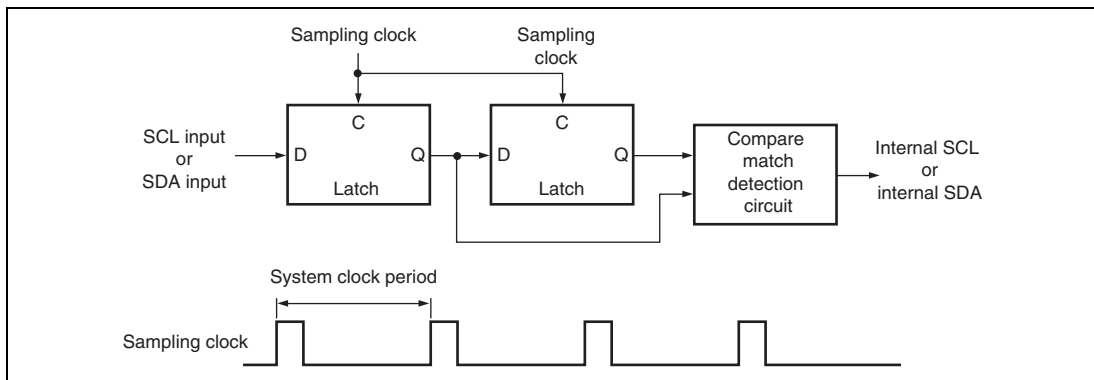 Sampling clock
Sampling
clock
SCL input
or
SDA input
C
D
Q
Latch
C
D
Q
Latch
Compare
match
detection
circuit
Internal SCL
or
internal SDA
System clock period
Sampling clock